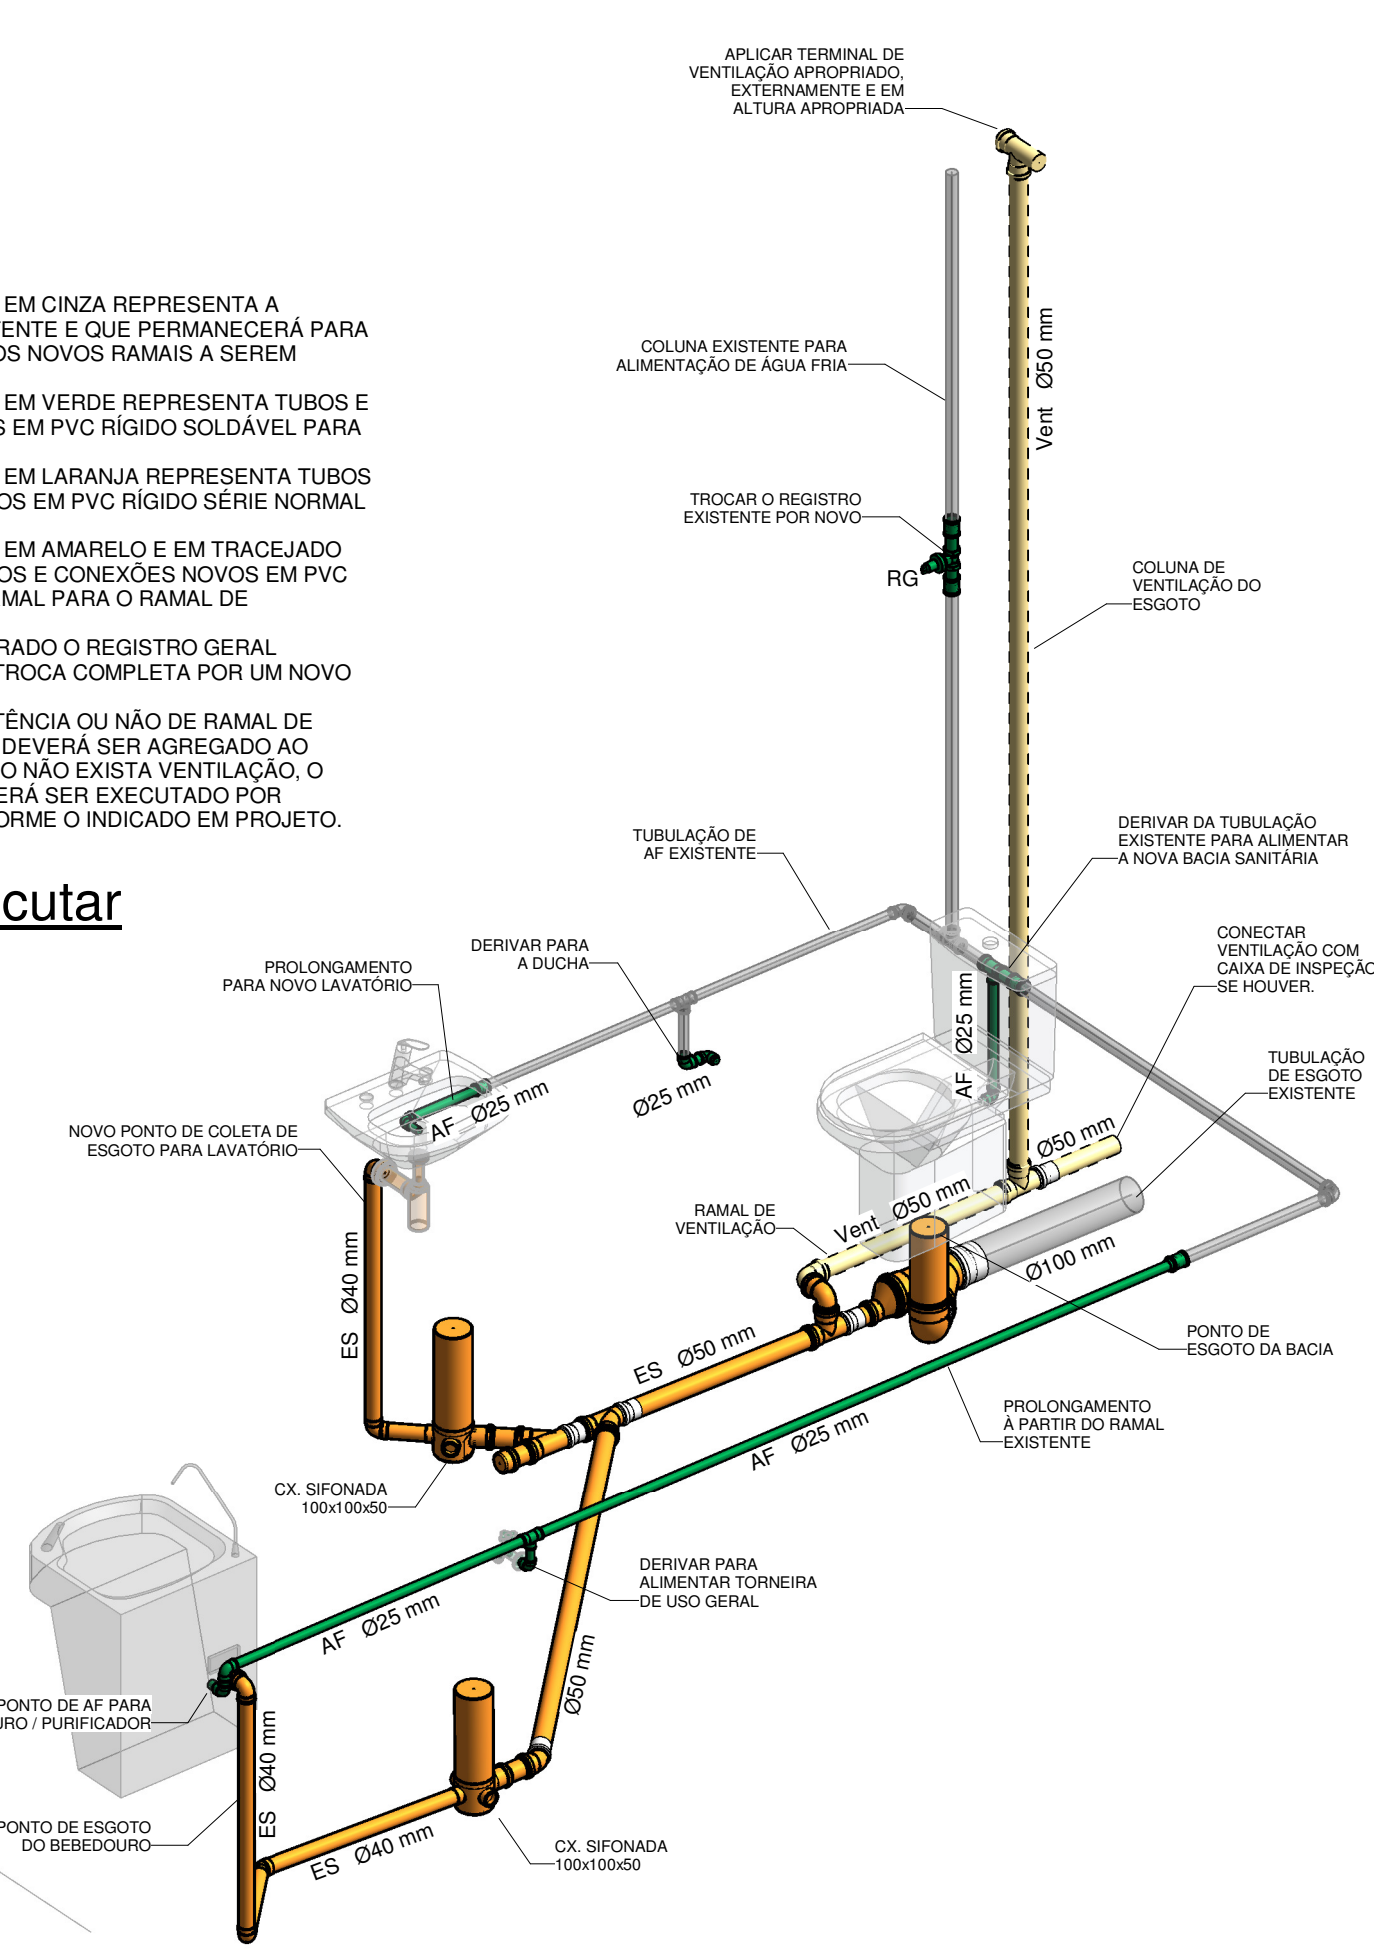 APLICAR TERMINAL DE
VENTILAÇÃO APROPRIADO,
EXTERNAMENTE E EM
ALTURA APROPRIADA
EM CINZA REPRESENTA A
ENTE E QUE PERMANECERÁ PARA
OS NOVOS RAMAIS A SEREM
EM VERDE REPRESENTA TUBOS E
S EM PVC RÍGIDO SOLDÁVEL PARA
EM LARANJA REPRESENTA TUBOS
OS EM PVC RÍGIDO SÉRIE NORMAL
EM AMARELO E EM TRACEJADO
OS E CONEXÕES NOVOS EM PVC
RMAL PARA O RAMAL DE
RADO O REGISTRO GERAL
TROCA COMPLETA POR UM NOVO
TÊNCIA OU NÃO DE RAMAL DE
DEVERÁ SER AGREGADO AO
O NÃO EXISTA VENTILAÇÃO, O
ERÁ SER EXECUTADO POR
ORME O INDICADO EM PROJETO.
cutar
COLUNA EXISTENTE PARA
ALIMENTAÇÃO DE ÁGUA FRIA
Vent Ø50 mm
TROCAR O REGISTRO
EXISTENTE POR NOVO
RG
COLUNA DE
VENTILAÇÃO DO
ESGOTO
TUBULAÇÃO DE
AF EXISTENTE
DERIVAR DA TUBULAÇÃO
EXISTENTE PARA ALIMENTAR
A NOVA BACIA SANITÁRIA
DERIVAR PARA
A DUCHA
PROLONGAMENTO
PARA NOVO LAVATÓRIO
CONECTAR
VENTILAÇÃO COM
CAIXA DE INSPEÇÃO
SE HOUVER.
AF Ø25 mm
TUBULAÇÃO
DE ESGOTO
EXISTENTE
AF Ø25 mm
Ø25 mm
NOVO PONTO DE COLETA DE
ESGOTO PARA LAVATÓRIO
Ø50 mm
RAMAL DE
VENTILAÇÃO
Vent Ø50 mm
Ø100 mm
ES Ø40 mm
PONTO DE
ESGOTO DA BACIA
ES Ø50 mm
PROLONGAMENTO
À PARTIR DO RAMAL
EXISTENTE
AF Ø25 mm
CX. SIFONADA
100x100x50
DERIVAR PARA
ALIMENTAR TORNEIRA
DE USO GERAL
AF Ø25 mm
Ø50 mm
PONTO DE AF PARA
URO / PURIFICADOR
ES Ø40 mm
PONTO DE ESGOTO
DO BEBEDOURO
ES Ø40 mm
CX. SIFONADA
100x100x50